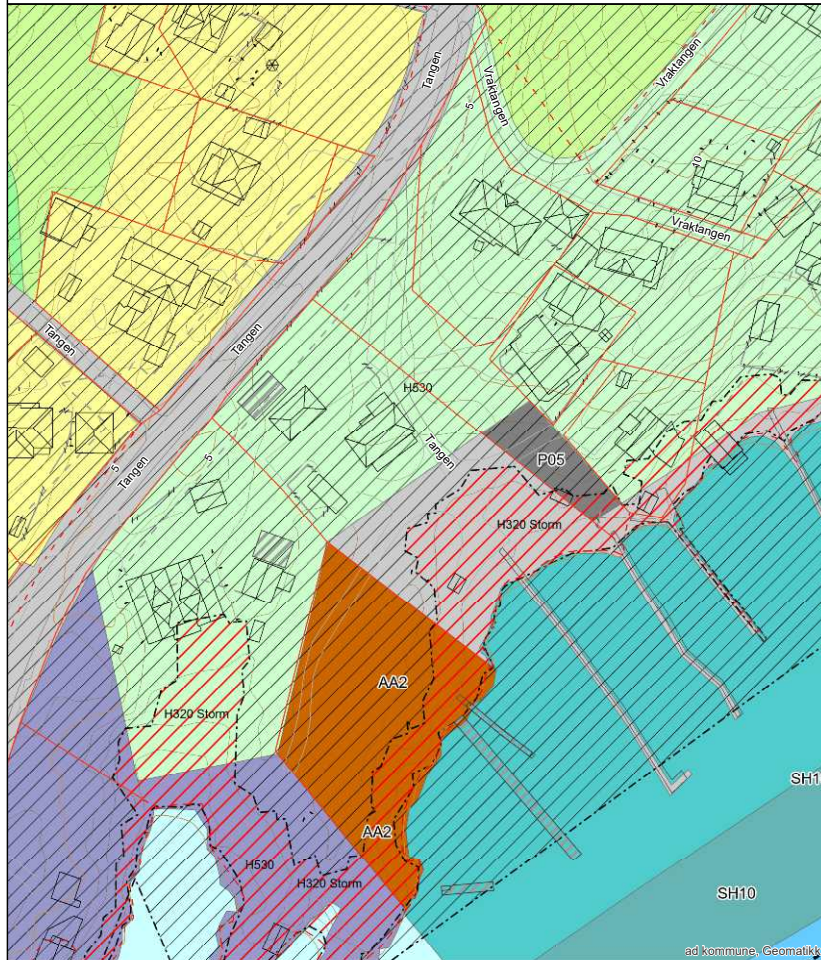 Tangen
Vraktangen
Vraktangen
5
10
Vraktangen
Tangen
Tangen
H530
Tangen
P05
Tangen
5
5
H320 Storm
AA2
H320 Storm
SH1
AA2
H530
H320 Storm
SH10
ad kommune, Geomatikk